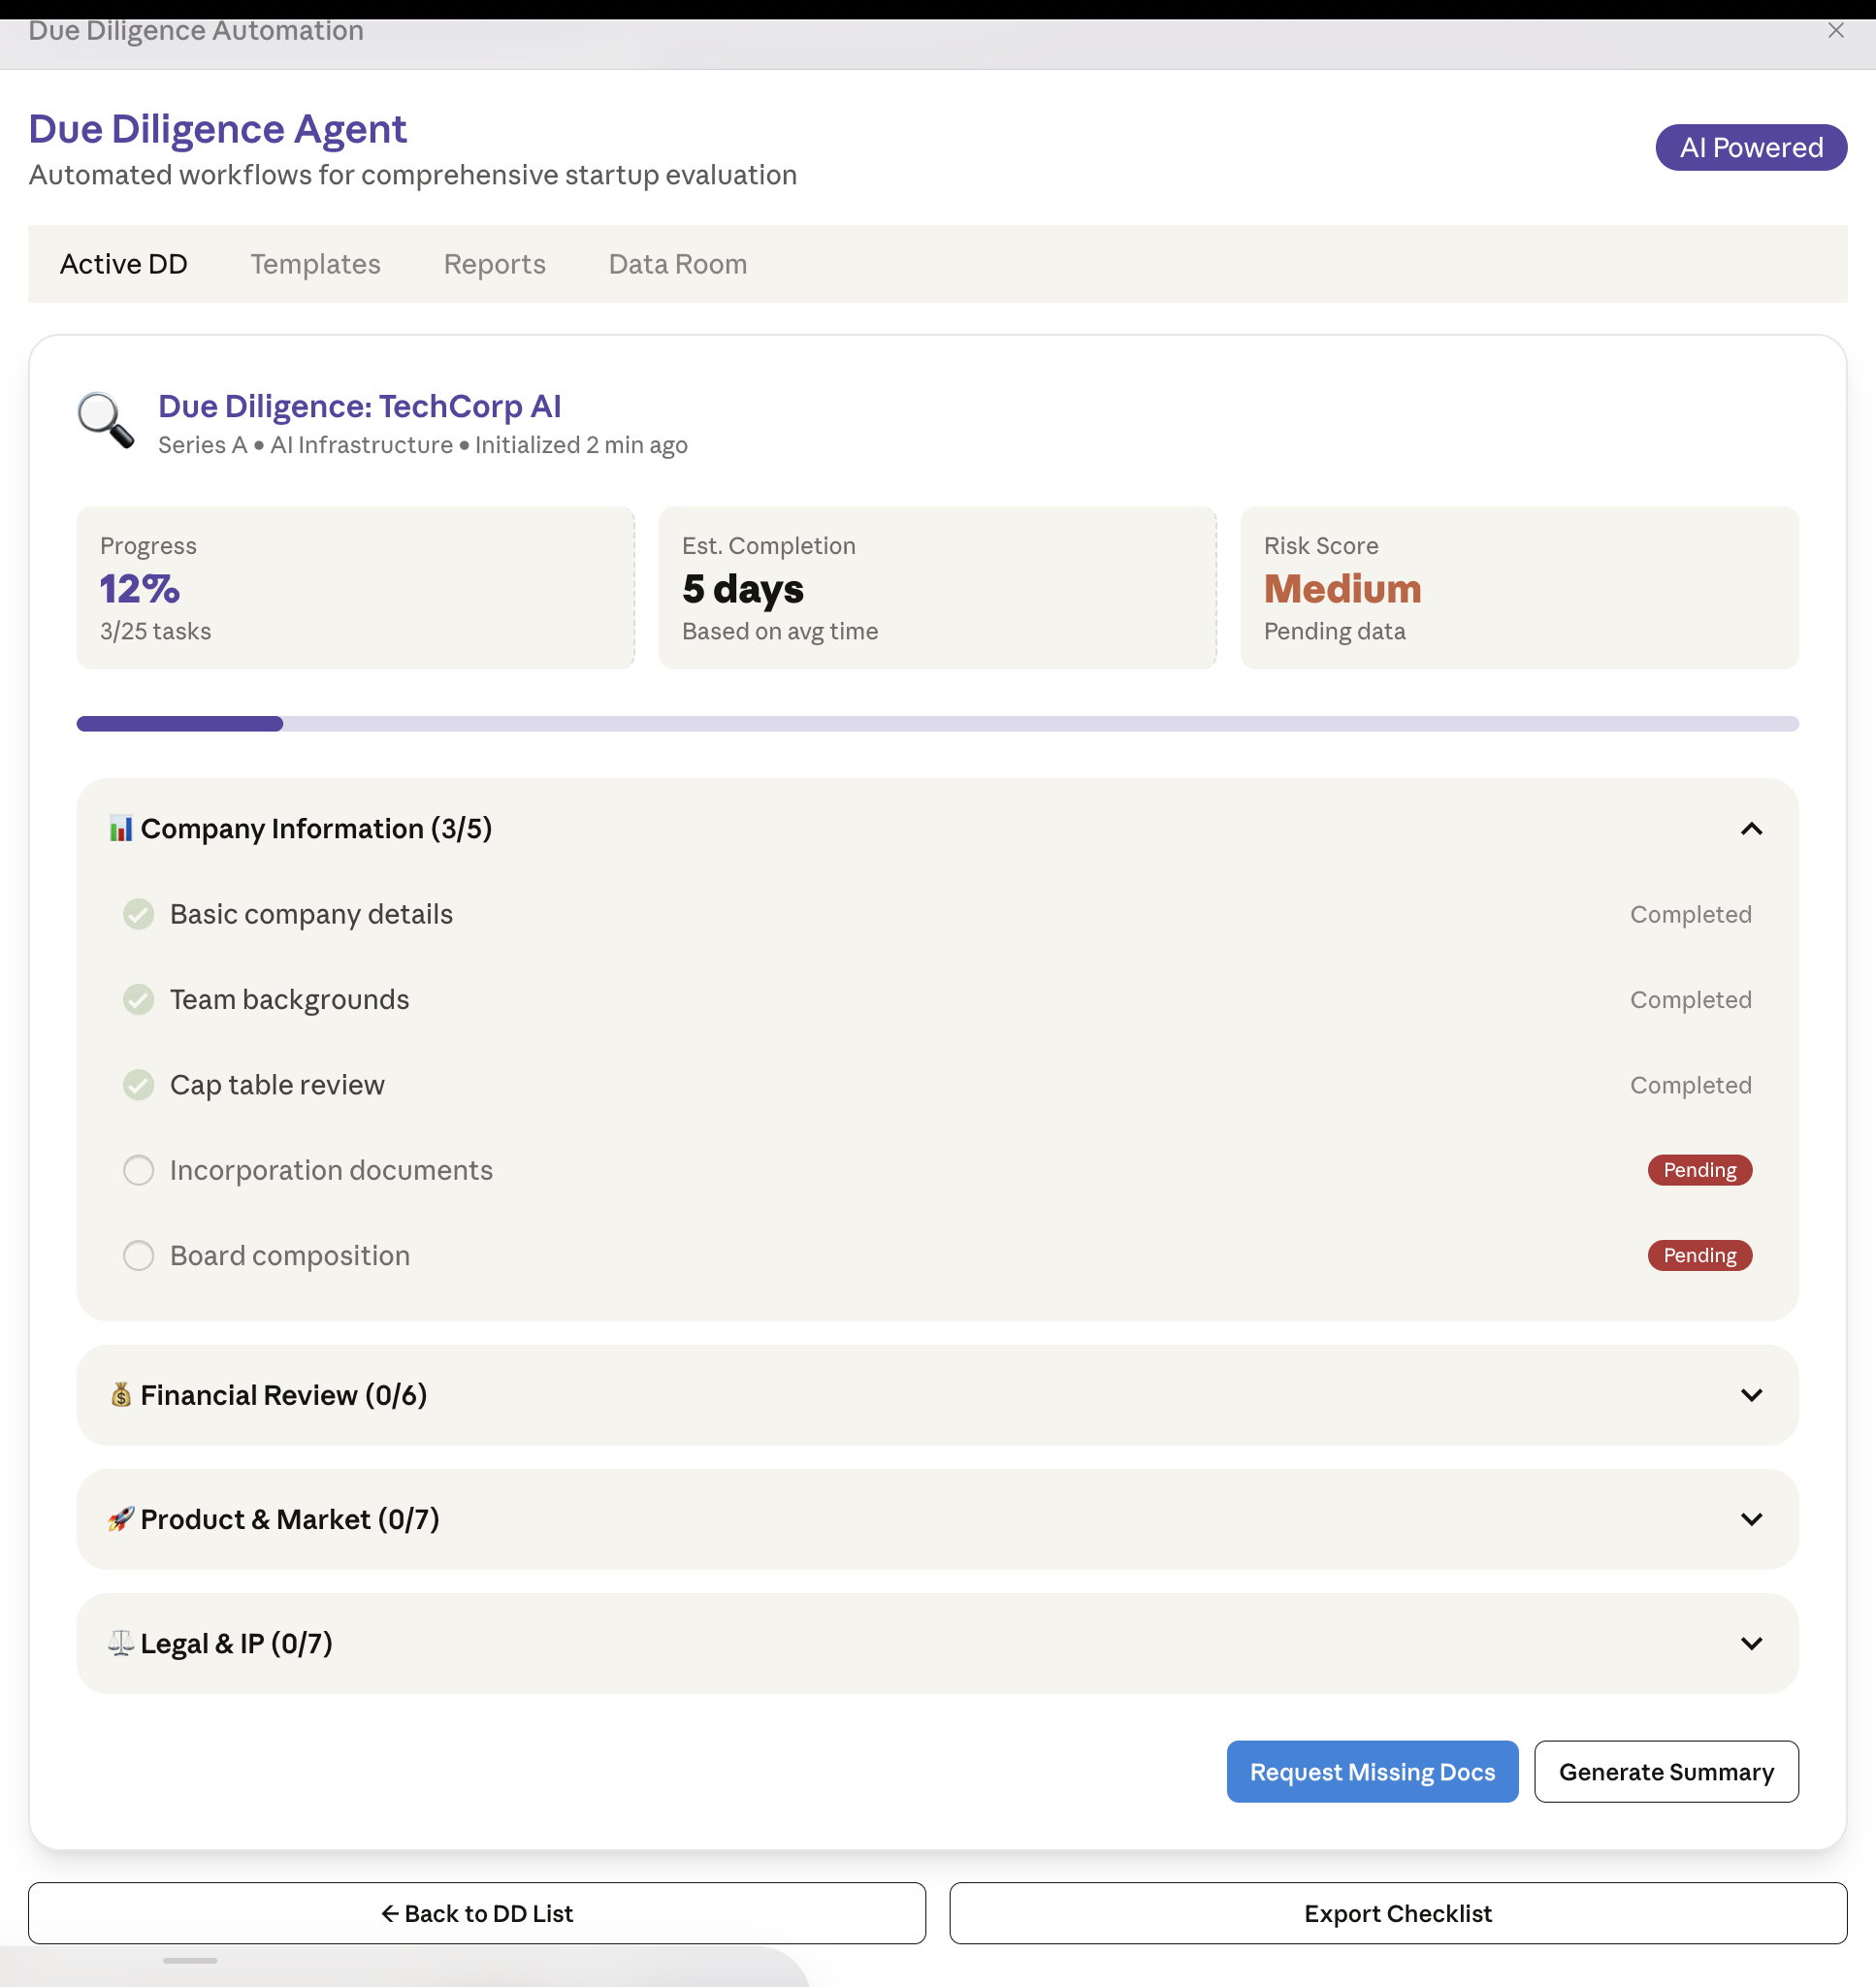 Due Diligence Automation
Due Diligence Agent
Automated workflows for comprehensive startup evaluation
AI Powered
Active DD
Templates
Reports
Data Room
Due Diligence: TechCorp AI
Series A • AI Infrastructure • Initialized 2 min ago
Progress
12%
3/25 tasks
Est. Completion
5 days
Based on avg time
Risk Score
Medium
Pending data
Company Information (3/5)
Basic company details
Completed
Team backgrounds
Completed
Cap table review
Completed
Incorporation documents
Pending
Board composition
Pending
Financial Review (0/6)
Product & Market (0/7)
Legal & IP (0/7)
Request Missing Docs
Generate Summary
← Back to DD List
Export Checklist